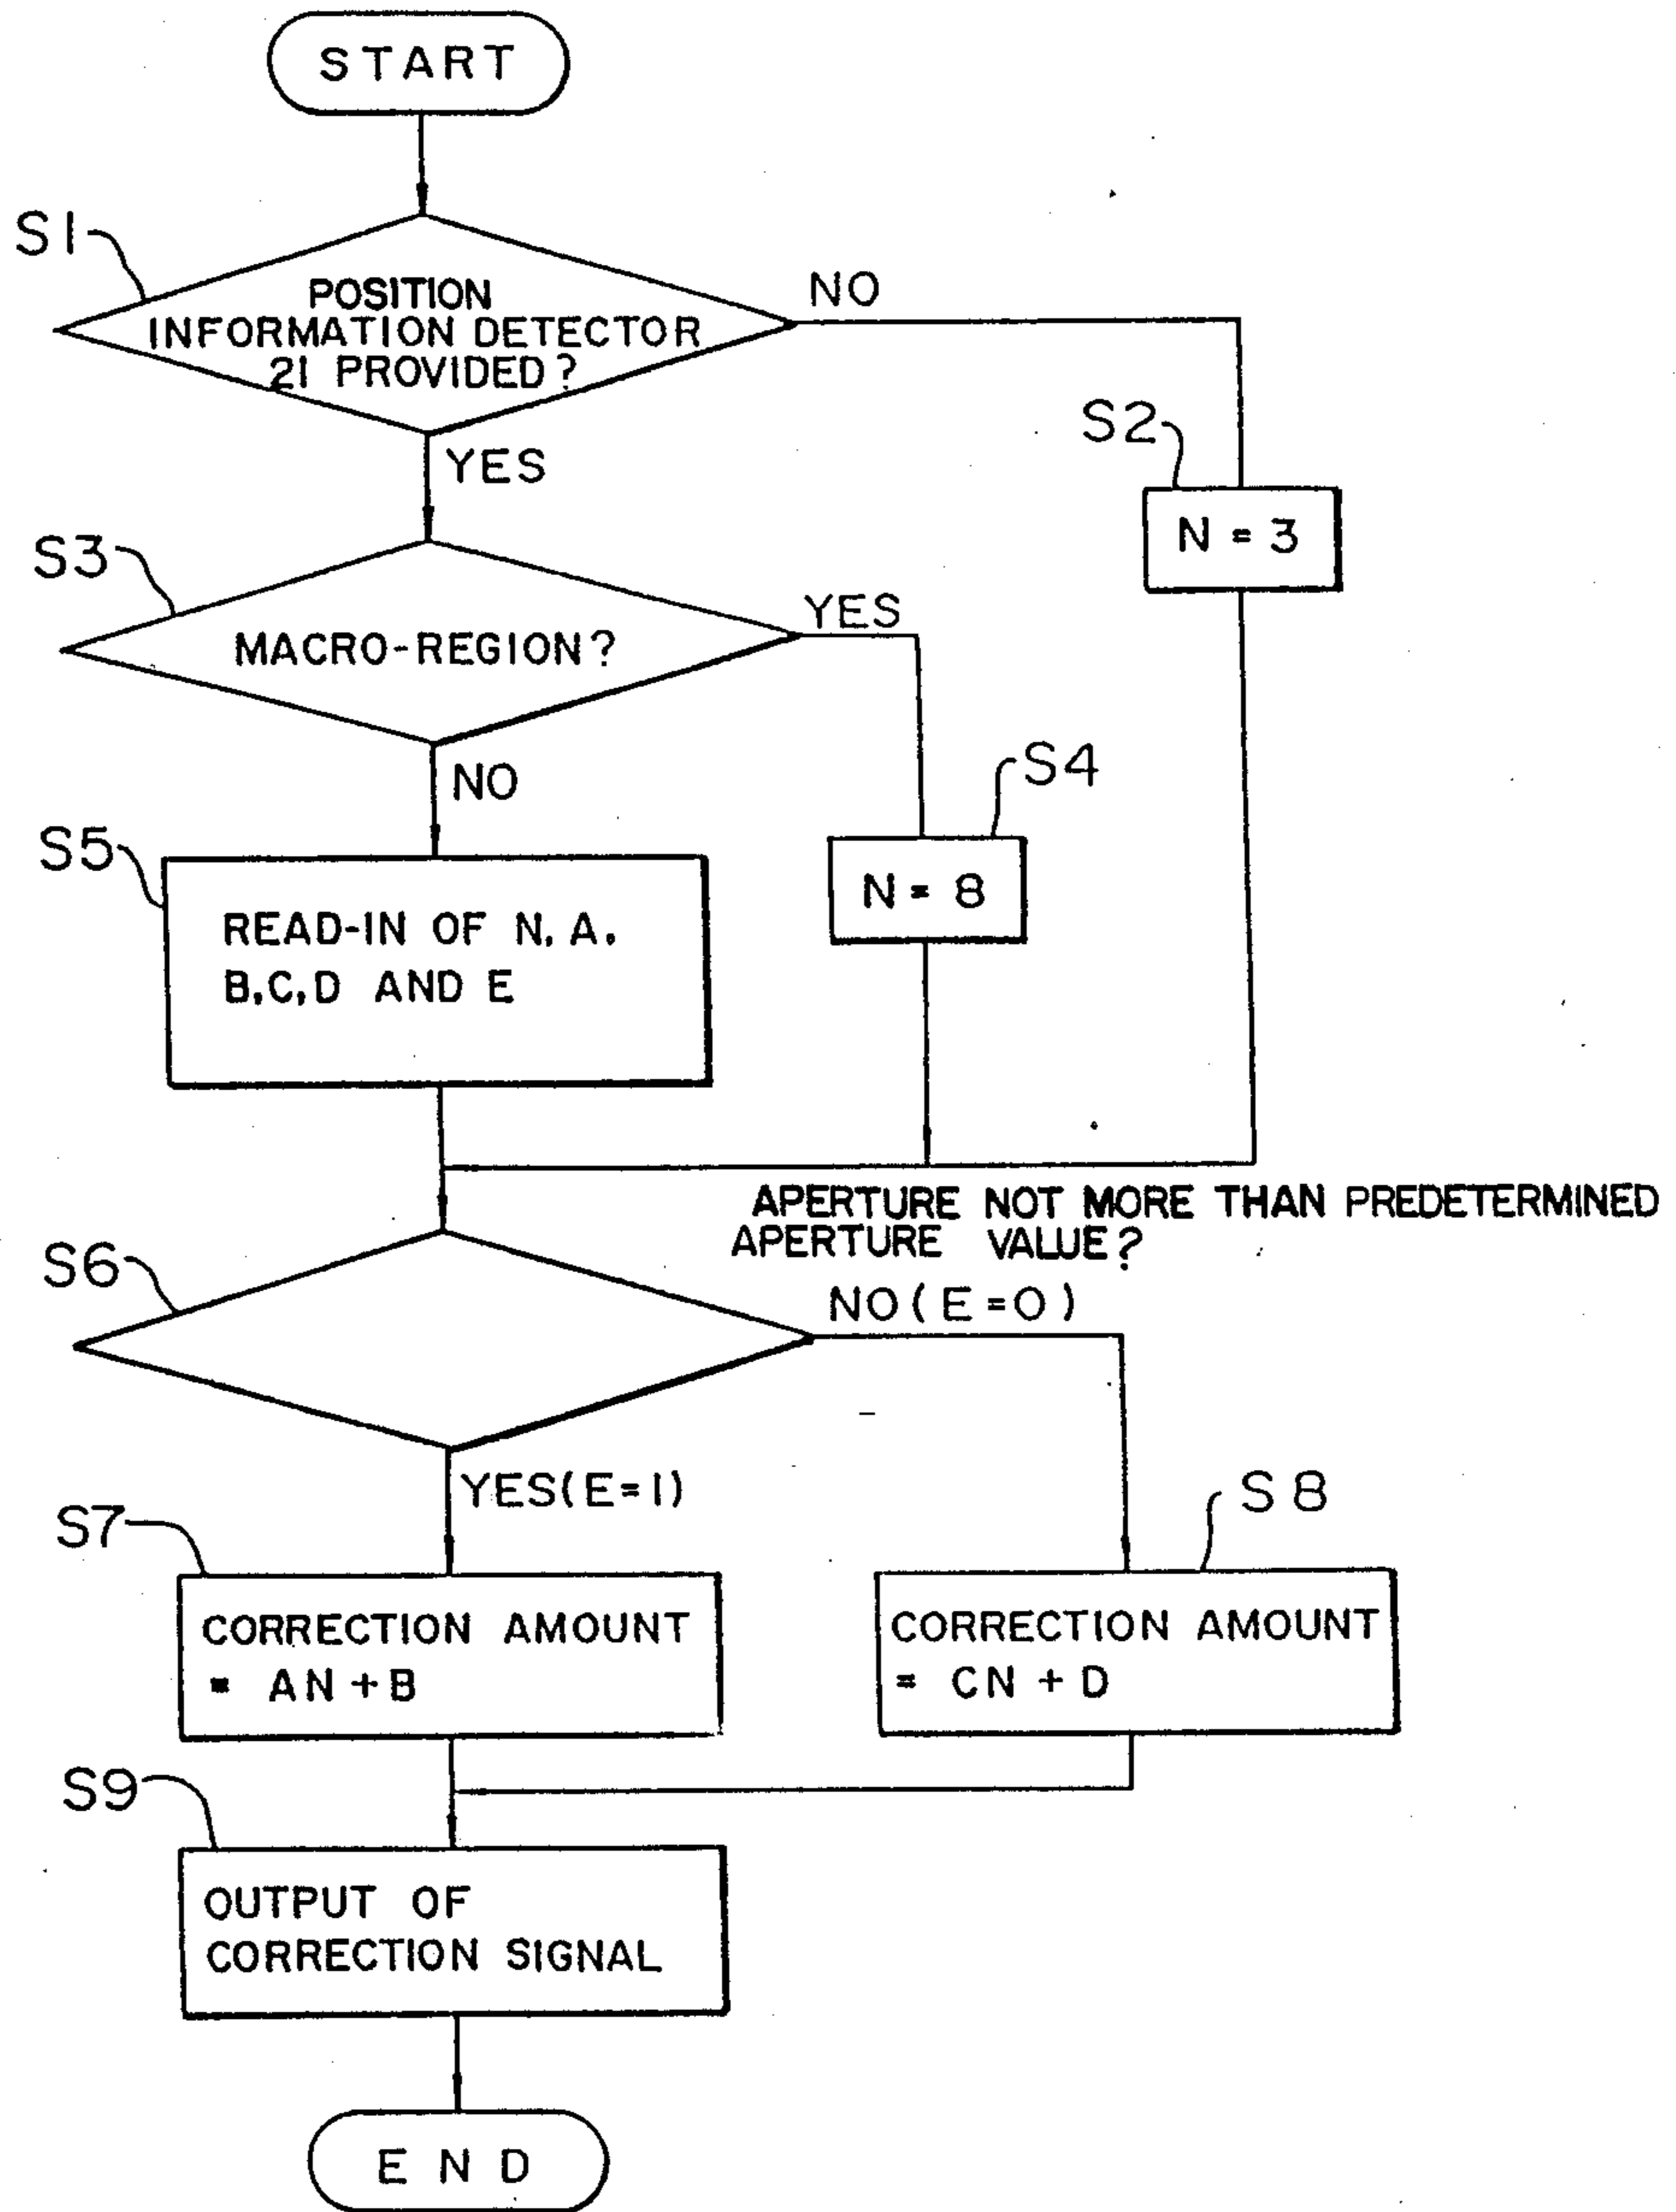 START
S1
POSITION
INFORMATION DETECTOR
21 PROVIDED?
NO
YES
S2
N = 3
S3
MACRO-REGION?
YES
NO
S4
N = 8
S5
READ-IN OF N, A,
B, C, D AND E
APERTURE NOT MORE THAN PREDETERMINED
APERTURE VALUE?
S6
NO (E=0)
YES (E=1)
S7
CORRECTION AMOUNT
= AN + B
S8
CORRECTION AMOUNT
= CN + D
S9
OUTPUT OF
CORRECTION SIGNAL
END